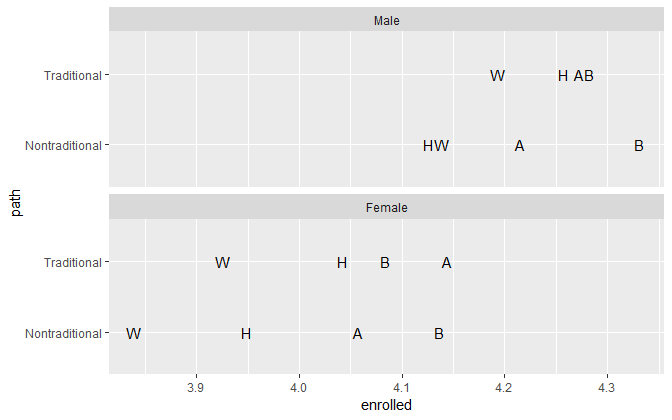 Male
Traditional W H AB
Nontraditional HW A B
path
Female
Traditional W H B A
Nontraditional W H A B
3.9 4.0 4.1 4.2 4.3
enrolled